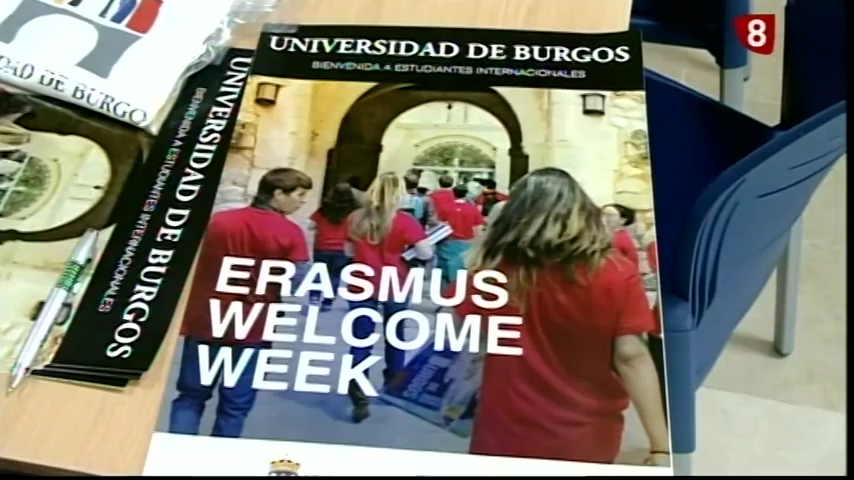 UNIVERSIDAD DE BURGOS
BIENVENIDA A ESTUDIANTES INTERNACIONALES
ERASMUS
WELCOME
WEEK
UNIVERSIDAD DE BURGOS
BIENVENIDA A ESTUDIANTES INTERNACIONALES
DAD DE BURGO
8